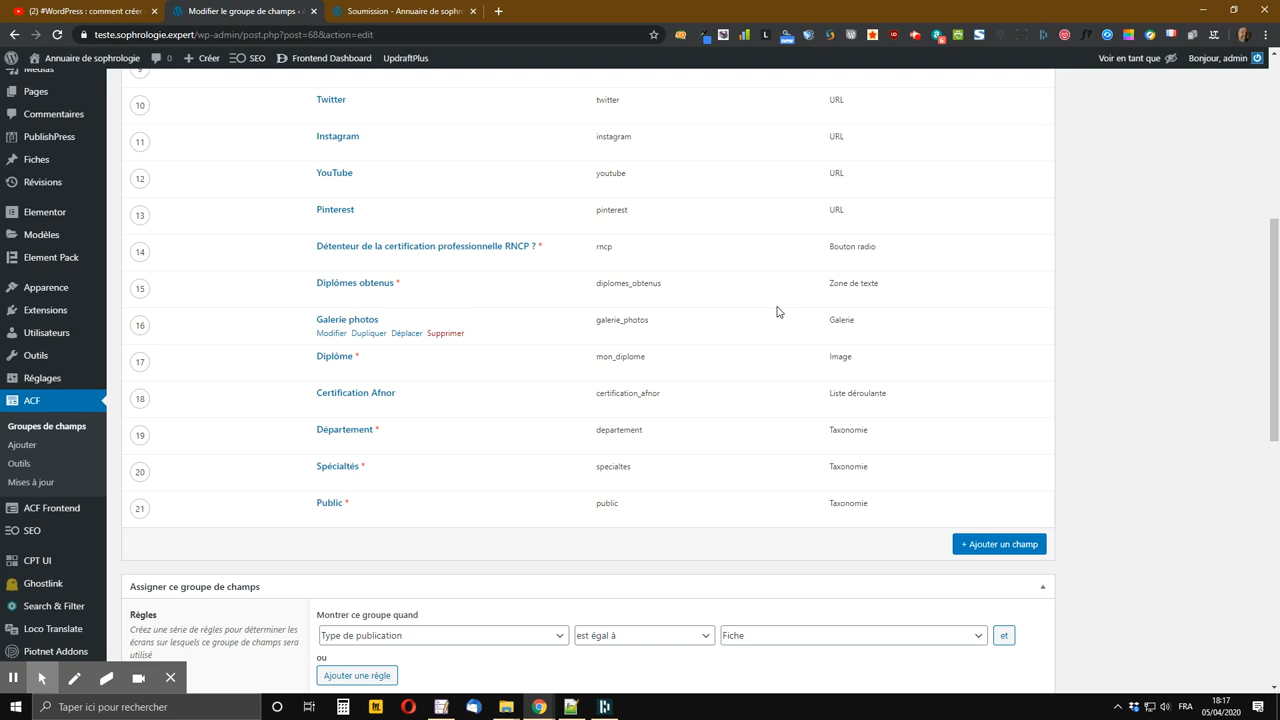 (2) #WordPress : comment créer
Modifier le groupe de champs ‹
Soumission - Annuaire de sophro
test.sophrologie.expert/wp-admin/post.php?post=68&action=edit
new
Annuaire de sophrologie
0
Créer
SEO
Frontend Dashboard
UpdraftPlus
Voir en tant que
Bonjour, admin
Médias
Pages
Commentaires
PublishPress
Fiches
Révisions
Elementor
Modèles
Element Pack
Apparence
Extensions
Utilisateurs
Outils
Réglages
ACF
Groupes de champs
Ajouter
Outils
Mises à jour
ACF Frontend
SEO
CPT UI
Ghostlink
Search & Filter
Loco Translate
Piotnet Addons
9
10 Twitter twitter URL
11 Instagram instagram URL
12 YouTube youtube URL
13 Pinterest pinterest URL
14 Détenteur de la certification professionnelle RNCP ? * rncp Bouton radio
15 Diplômes obtenus * diplomes_obtenus Zone de texte
16 Galerie photos galerie_photos Galerie
Modifier Dupliquer Déplacer Supprimer
17 Diplôme * mon_diplome Image
18 Certification Afnor certification_afnor Liste déroulante
19 Département * departement Taxonomie
20 Spécialtés * specialtes Taxonomie
21 Public * public Taxonomie
+ Ajouter un champ
Assigner ce groupe de champs
Règles
Créez une série de règles pour déterminer les
écrans sur lesquels ce groupe de champs sera
utilisé
Montrer ce groupe quand
Type de publication est égal à Fiche et
ou
Ajouter une règle
Taper ici pour rechercher
FRA
18:17
05/04/2020